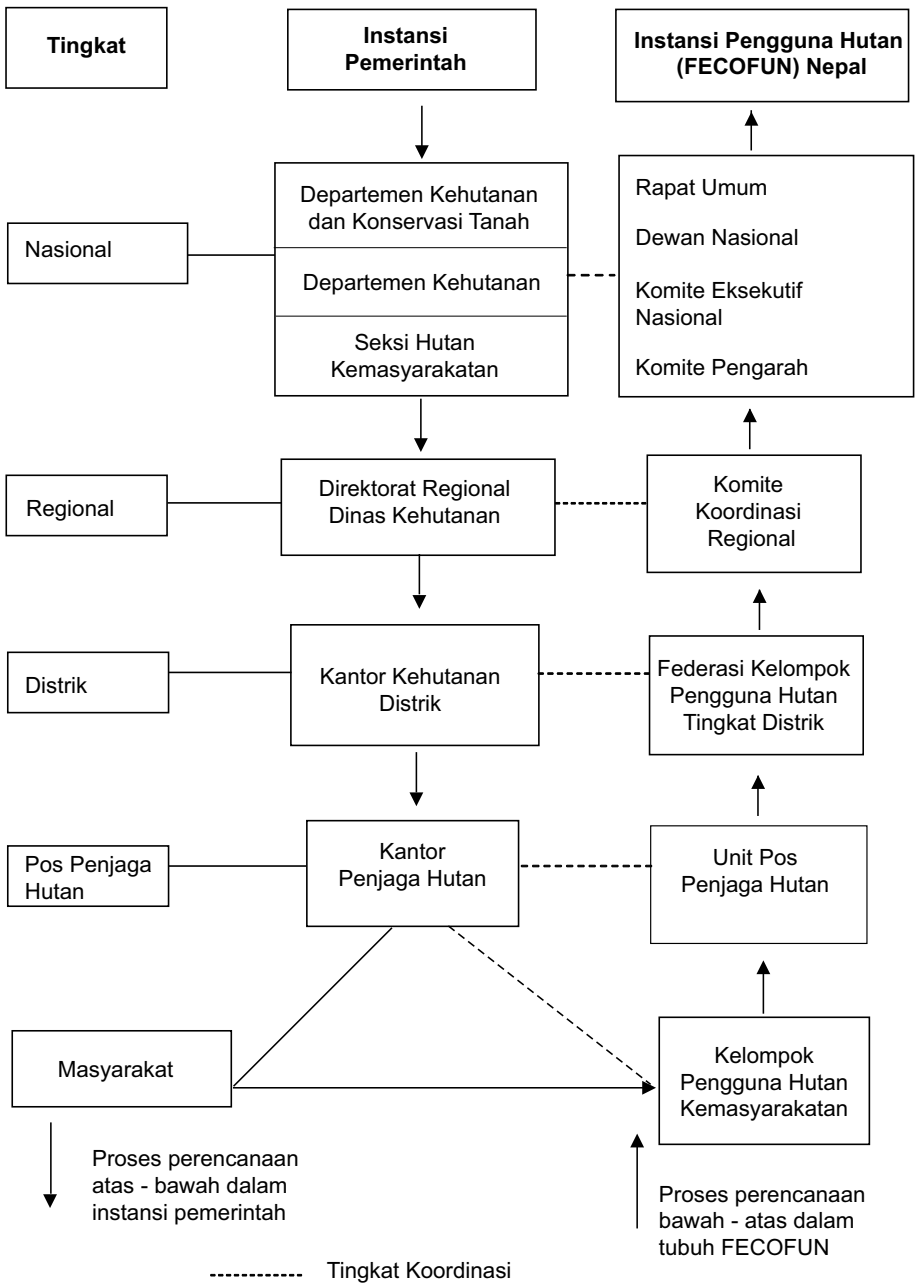 Tingkat
Instansi
Pemerintah
Instansi Pengguna Hutan
(FECOFUN) Nepal
Nasional
Departemen Kehutanan
dan Konservasi Tanah
Departemen Kehutanan
Seksi Hutan
Kemasyarakatan
Rapat Umum
Dewan Nasional
Komite Eksekutif
Nasional
Komite Pengarah
Regional
Direktorat Regional
Dinas Kehutanan
Komite
Koordinasi
Regional
Distrik
Kantor Kehutanan
Distrik
Federasi Kelompok
Pengguna Hutan
Tingkat Distrik
Pos Penjaga
Hutan
Kantor
Penjaga Hutan
Unit Pos
Penjaga Hutan
Masyarakat
Kelompok
Pengguna Hutan
Kemasyarakatan
Proses perencanaan
atas - bawah dalam
instansi pemerintah
Proses perencanaan
bawah - atas dalam
tubuh FECOFUN
Tingkat Koordinasi